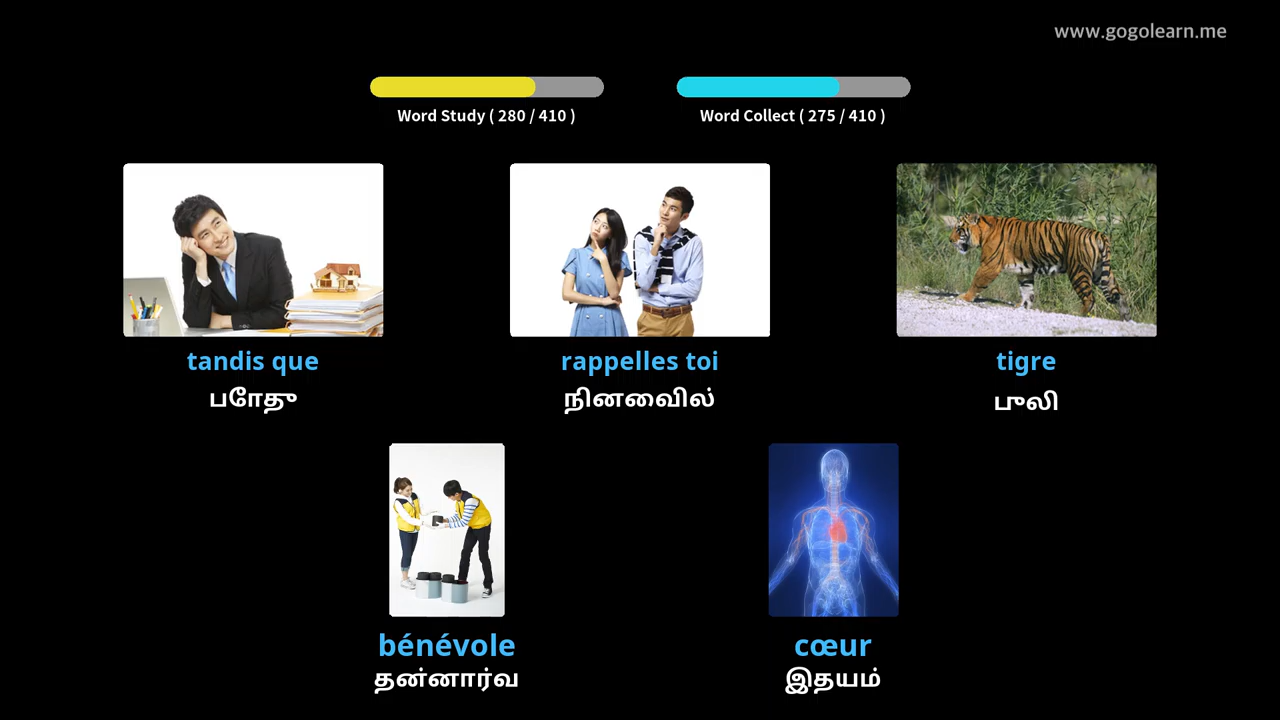 www.gogolearn.me
Word Study ( 280 / 410 )
Word Collect ( 275 / 410 )
tandis que
rappelles toi
tigre
போது
நினைவில்
புலி
bénévole
cœur
தன்னார்வ
இதயம்